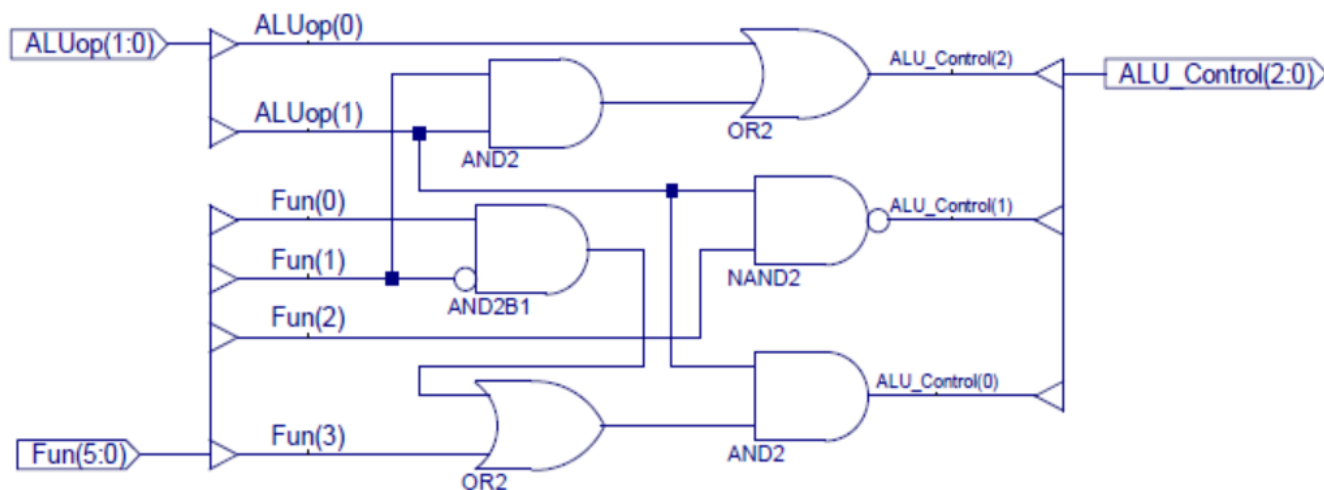 ALUop(1:0)
ALUop(0)
ALU_Control(2)
ALU_Control(2:0)
ALUop(1)
AND2
OR2
Fun(0)
ALU_Control(1)
Fun(1)
AND2B1
NAND2
Fun(2)
ALU_Control(0)
Fun(5:0)
Fun(3)
OR2
AND2